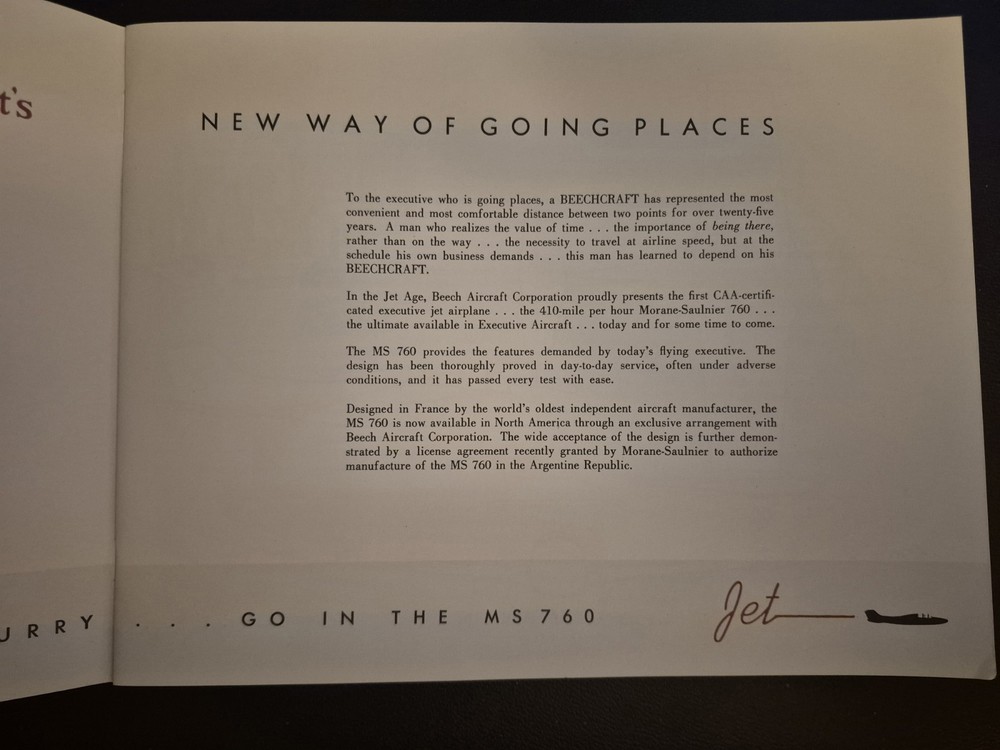 t's
NEW WAY OF GOING PLACES
To the executive who is going places, a BEECHCRAFT has represented the most
convenient and most comfortable distance between two points for over twenty-five
years. A man who realizes the value of time . . . the importance of being there,
rather than on the way . . . the necessity to travel at airline speed, but at the
schedule his own business demands . . . this man has learned to depend on his
BEECHCRAFT.
In the Jet Age, Beech Aircraft Corporation proudly presents the first CAA-certifi-
cated executive jet airplane . . . the 410-mile per hour Morane-Saulnier 760 . . .
the ultimate available in Executive Aircraft . . . today and for some time to come.
The MS 760 provides the features demanded by today's flying executive. The
design has been thoroughly proved in day-to-day service, often under adverse
conditions, and it has passed every test with ease.
Designed in France by the world's oldest independent aircraft manufacturer, the
MS 760 is now available in North America through an exclusive arrangement with
Beech Aircraft Corporation. The wide acceptance of the design is further demon-
strated by a license agreement recently granted by Morane-Saulnier to authorize
manufacture of the MS 760 in the Argentine Republic.
URRY . . . GO IN THE MS 760
Jet